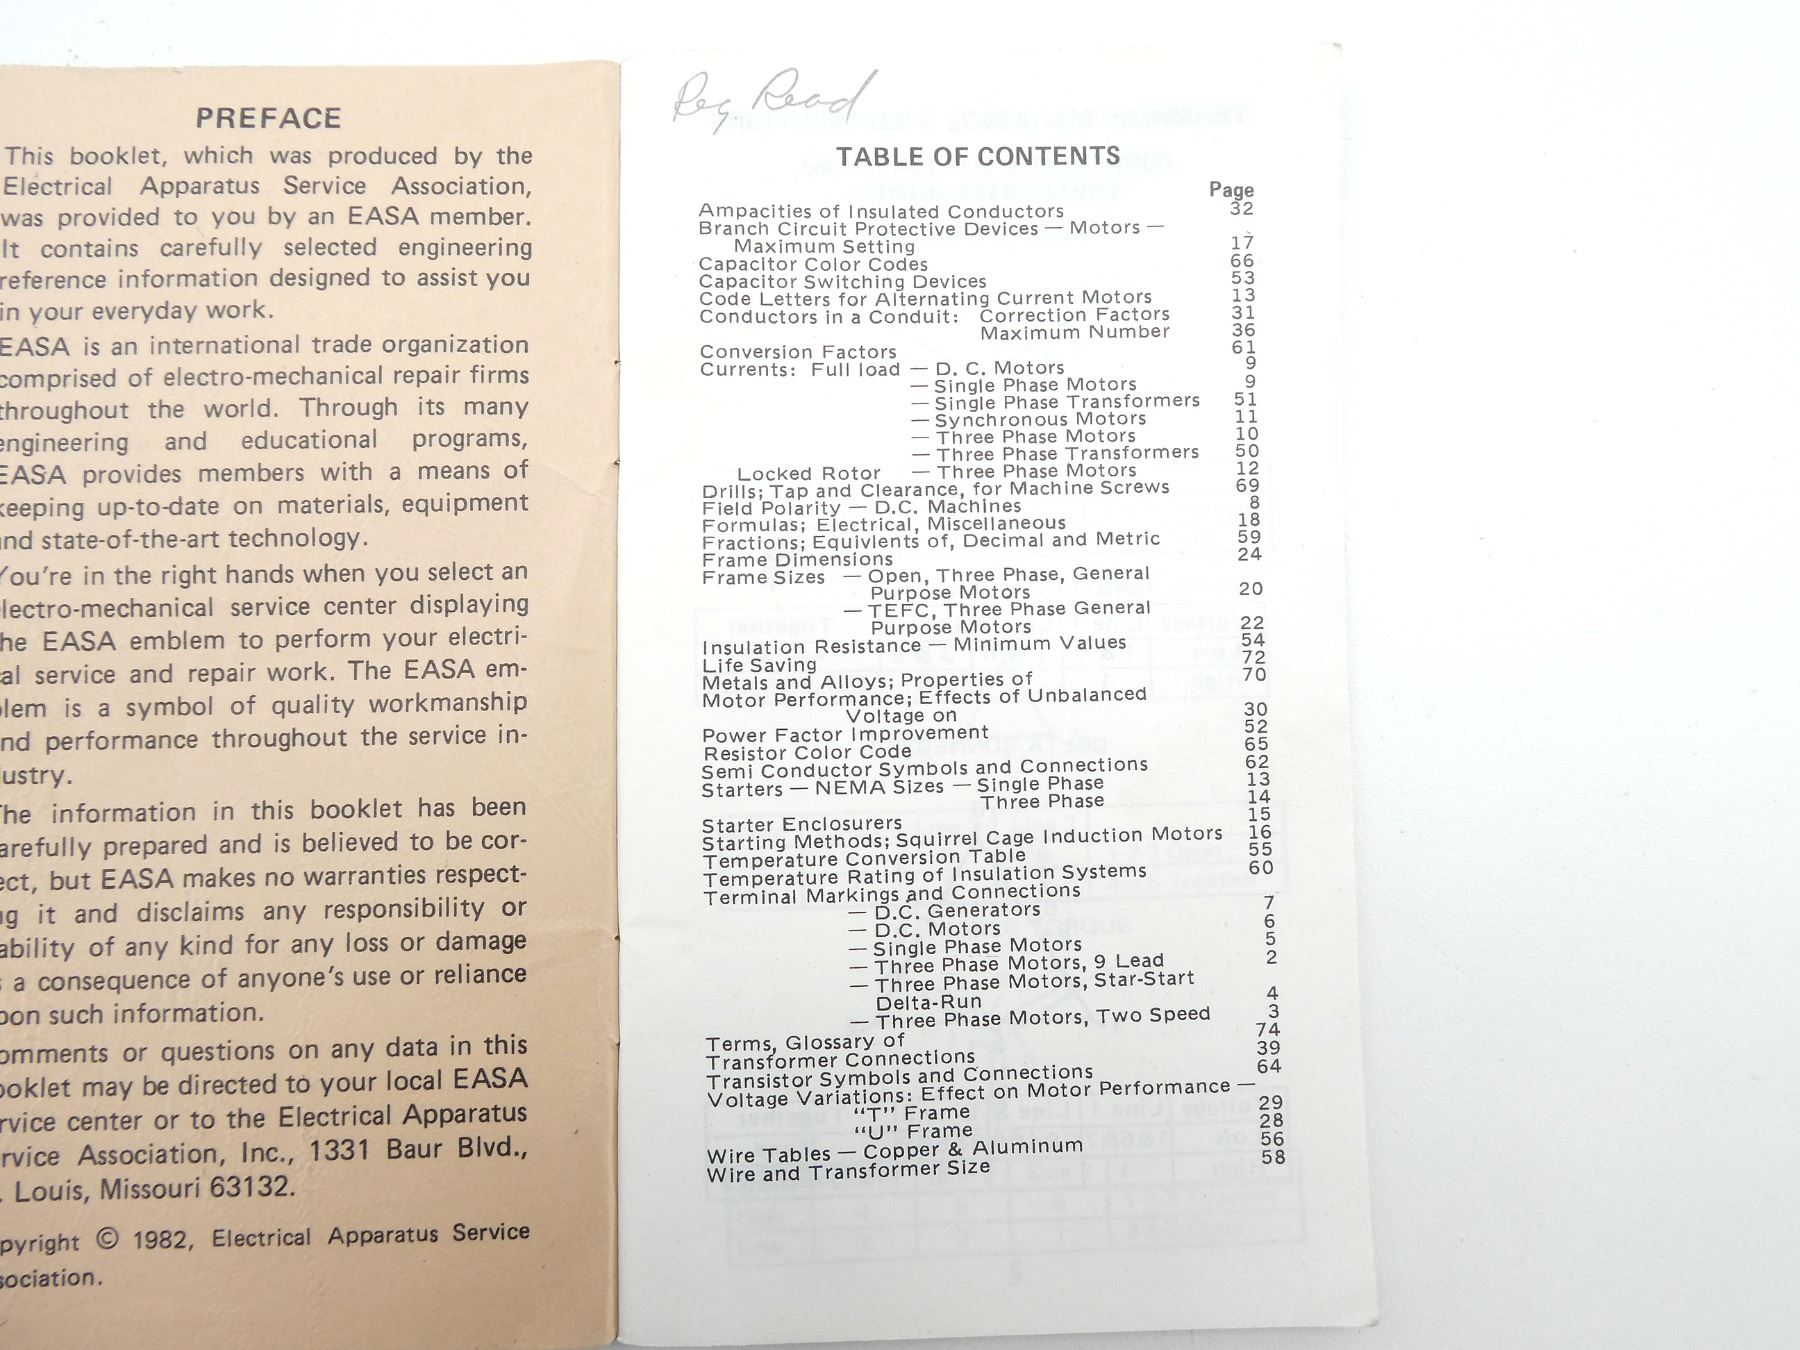 PREFACE
This booklet, which was produced by the
Electrical Apparatus Service Association,
was provided to you by an EASA member.
It contains carefully selected engineering
reference information designed to assist you
in your everyday work.
EASA is an international trade organization
comprised of electro-mechanical repair firms
throughout the world. Through its many
engineering and educational programs,
EASA provides members with a means of
keeping up-to-date on materials, equipment
and state-of-the-art technology.
You're in the right hands when you select an
electro-mechanical service center displaying
the EASA emblem to perform your electri-
al service and repair work. The EASA em-
blem is a symbol of quality workmanship
and performance throughout the service in-
dustry.
The information in this booklet has been
carefully prepared and is believed to be cor-
ect, but EASA makes no warranties respect-
ng it and disclaims any responsibility or
ability of any kind for any loss or damage
s a consequence of anyone's use or reliance
pon such information.
omments or questions on any data in this
ooklet may be directed to your local EASA
rvice center or to the Electrical Apparatus
rvice Association, Inc., 1331 Baur Blvd.,
. Louis, Missouri 63132.
pyright © 1982, Electrical Apparatus Service
sociation.
Reg. Read
TABLE OF CONTENTS
Page
Ampacities of Insulated Conductors 32
Branch Circuit Protective Devices — Motors —
Maximum Setting 17
Capacitor Color Codes 66
Capacitor Switching Devices 53
Code Letters for Alternating Current Motors 13
Conductors in a Conduit: Correction Factors 31
Maximum Number 36
Conversion Factors 61
Currents: Full load — D. C. Motors 9
— Single Phase Motors 9
— Single Phase Transformers 51
— Synchronous Motors 11
— Three Phase Motors 10
— Three Phase Transformers 50
Locked Rotor — Three Phase Motors 12
Drills; Tap and Clearance, for Machine Screws 69
Field Polarity — D.C. Machines 8
Formulas; Electrical, Miscellaneous 18
Fractions; Equivlents of, Decimal and Metric 59
Frame Dimensions 24
Frame Sizes — Open, Three Phase, General
Purpose Motors 20
— TEFC, Three Phase General
Purpose Motors 22
Insulation Resistance — Minimum Values 54
Life Saving 72
Metals and Alloys; Properties of 70
Motor Performance; Effects of Unbalanced
Voltage on 30
Power Factor Improvement 52
Resistor Color Code 65
Semi Conductor Symbols and Connections 62
Starters — NEMA Sizes — Single Phase 13
Three Phase 14
Starter Enclosurers 15
Starting Methods; Squirrel Cage Induction Motors 16
Temperature Conversion Table 55
Temperature Rating of Insulation Systems 60
Terminal Markings and Connections
— D.C. Generators 7
— D.C. Motors 6
— Single Phase Motors 5
— Three Phase Motors, 9 Lead 2
— Three Phase Motors, Star-Start
Delta-Run 4
— Three Phase Motors, Two Speed 3
Terms, Glossary of 74
Transformer Connections 39
Transistor Symbols and Connections 64
Voltage Variations: Effect on Motor Performance —
"T" Frame 29
"U" Frame 28
Wire Tables — Copper & Aluminum 56
Wire and Transformer Size 58